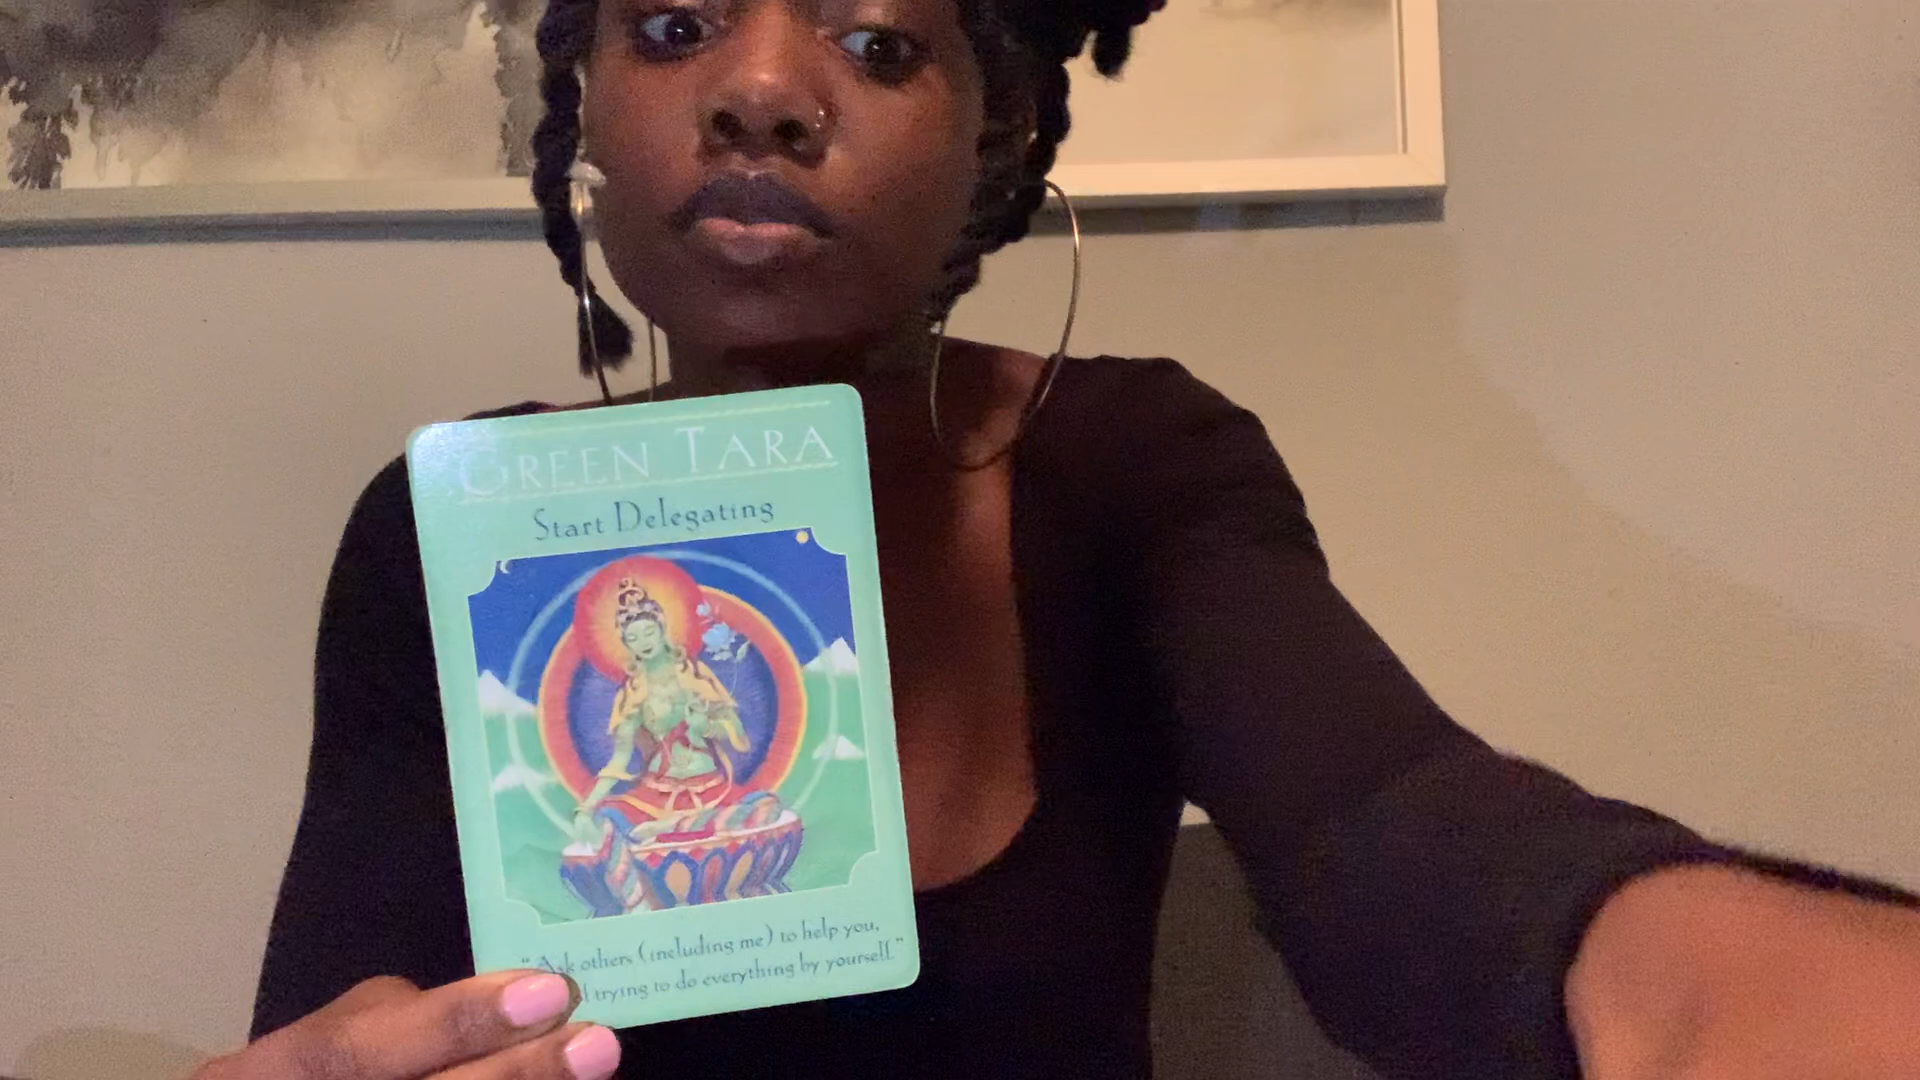 GREEN TARA
Start Delegating
"Ask others (including me) to help you,
trying to do everything by yourself."